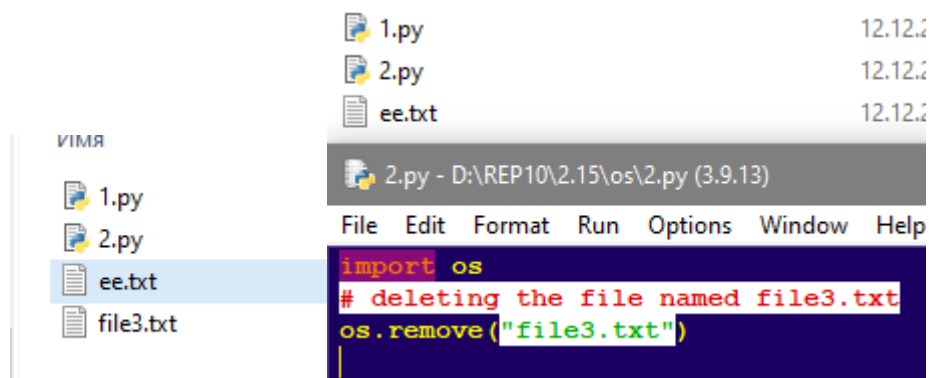 Имя
1.py
2.py
ee.txt
file3.txt
1.py 12.12.2
2.py 12.12.2
ee.txt 12.12.2
2.py - D:\REP10\2.15\os\2.py (3.9.13)
File Edit Format Run Options Window Help
import os
# deleting the file named file3.txt
os.remove("file3.txt")